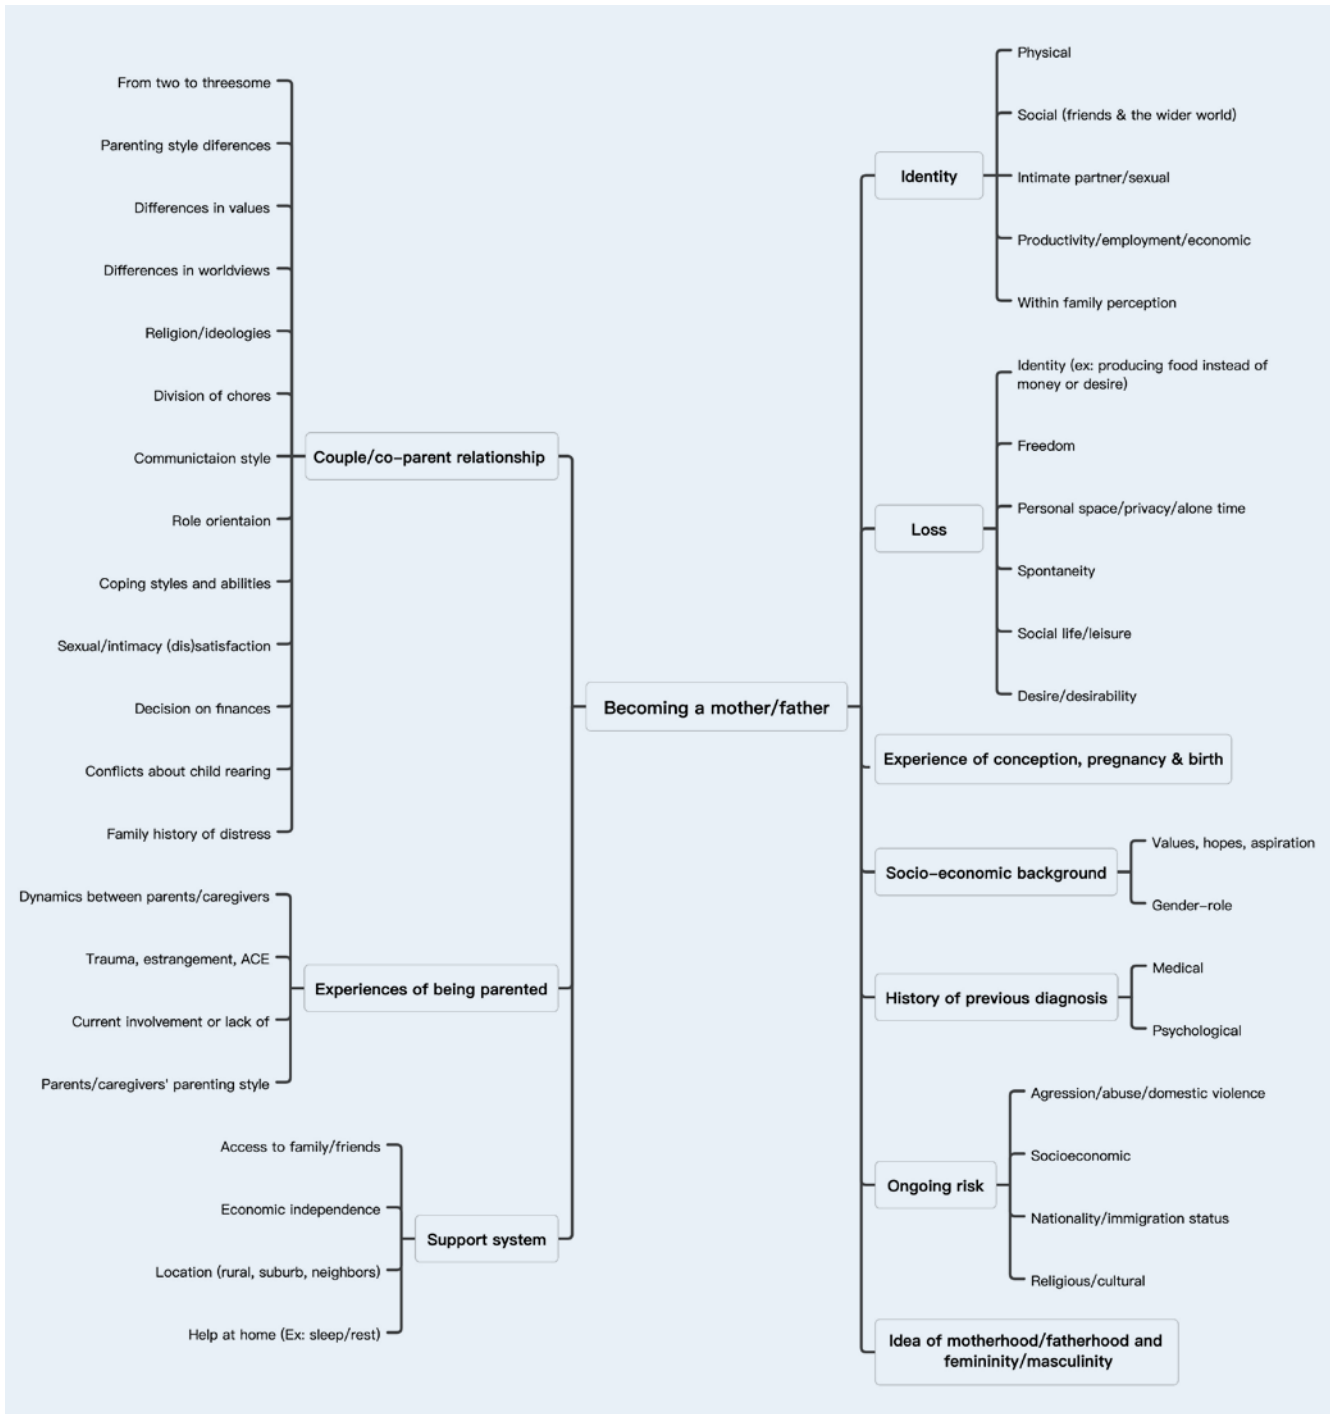 From two to threesome
Parenting style diferences
Differences in values
Differences in worldviews
Religion/ideologies
Division of chores
Communictaion style
Role orientaion
Coping styles and abilities
Sexual/intimacy (dis)satisfaction
Decision on finances
Conflicts about child rearing
Family history of distress
Couple/co-parent relationship
Dynamics between parents/caregivers
Trauma, estrangement, ACE
Current involvement or lack of
Parents/caregivers' parenting style
Experiences of being parented
Access to family/friends
Economic independence
Location (rural, suburb, neighbors)
Help at home (Ex: sleep/rest)
Support system
Becoming a mother/father
Identity
Physical
Social (friends & the wider world)
Intimate partner/sexual
Productivity/employment/economic
Within family perception
Loss
Identity (ex: producing food instead of
money or desire)
Freedom
Personal space/privacy/alone time
Spontaneity
Social life/leisure
Desire/desirability
Experience of conception, pregnancy & birth
Socio-economic background
Values, hopes, aspiration
Gender-role
History of previous diagnosis
Medical
Psychological
Ongoing risk
Agression/abuse/domestic violence
Socioeconomic
Nationality/immigration status
Religious/cultural
Idea of motherhood/fatherhood and
femininity/masculinity